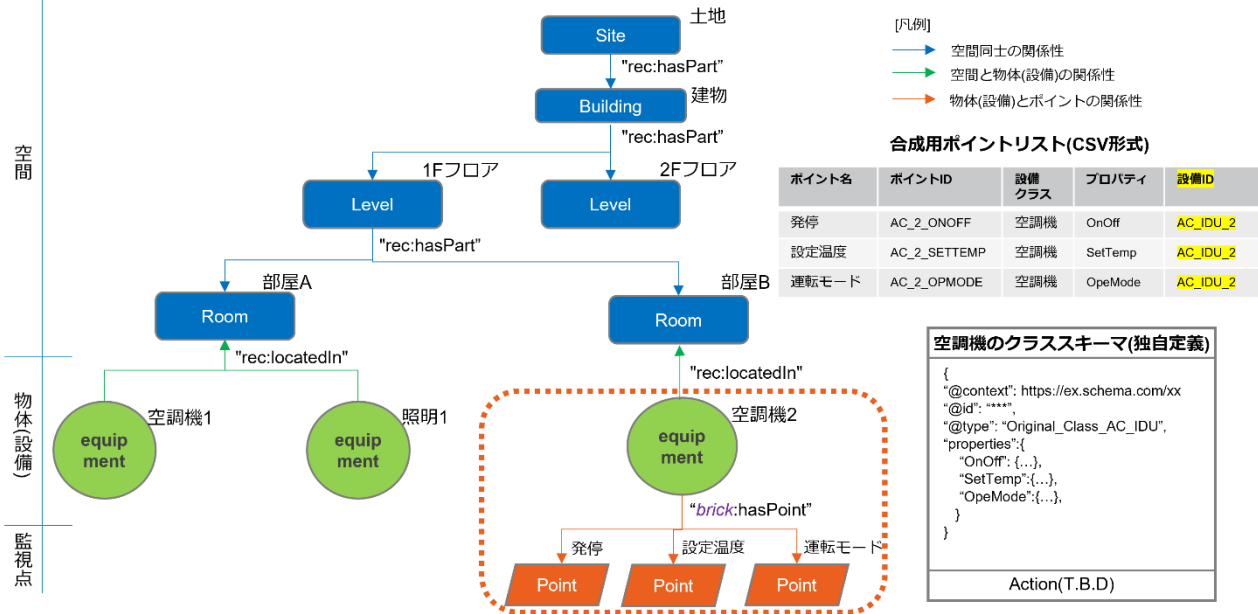 土地
Site
"rec:hasPart”
建物
Building
"rec:hasPart”
1Fフロア
2Fフロア
Level
Level
"rec:hasPart”
部屋A
部屋B
Room
Room
"rec:locatedIn”
"rec:locatedIn”
空調機1
照明1
空調機2
equip
ment
equip
ment
equip
ment
“brick:hasPoint”
発停
設定温度
運転モード
Point
Point
Point
空間
物体(設備)
監視点
[凡例]
空間同士の関係性
空間と物体(設備)の関係性
物体(設備)とポイントの関係性
合成用ポイントリスト(CSV形式)
ポイント名 ポイントID 設備クラス プロパティ 設備ID
発停 AC_2_ONOFF 空調機 OnOff AC_IDU_2
設定温度 AC_2_SETTEMP 空調機 SetTemp AC_IDU_2
運転モード AC_2_OPMODE 空調機 OpeMode AC_IDU_2
空調機のクラススキーマ(独自定義)
{
“@context”: https://ex.schema.com/xx
“@id”: “***”,
“@type”: “Original_Class_AC_IDU”,
“properties”:{
“OnOff”: {…},
“SetTemp”:{…},
“OpeMode”:{…},
}
}
Action(T.B.D)